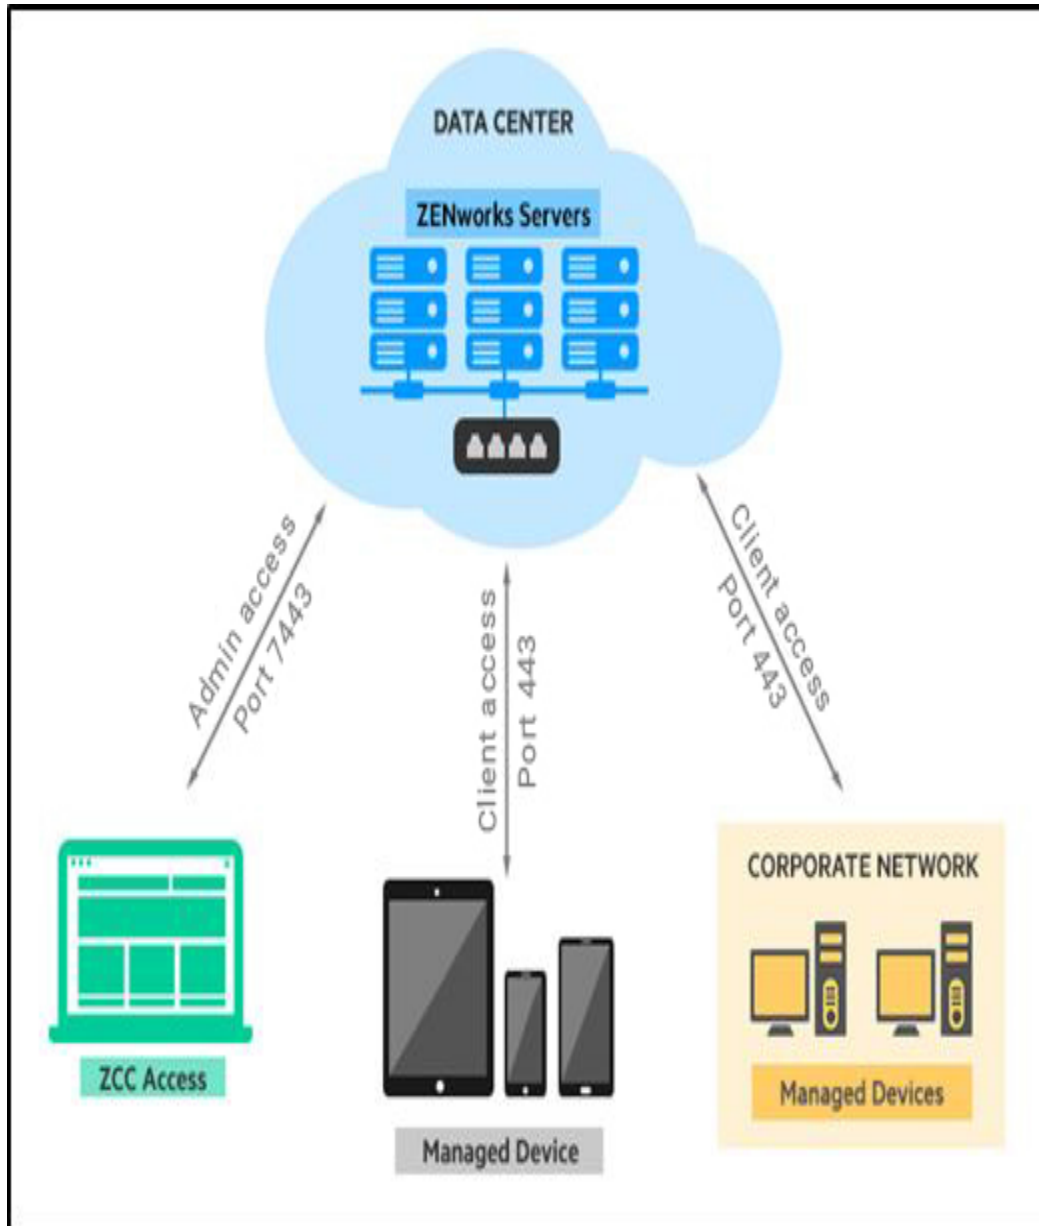 DATA CENTER
ZENworks Servers
Admin access
Port 7443
Client access
Port 443
Client access
Port 443
ZCC Access
Managed Device
CORPORATE NETWORK
Managed Devices